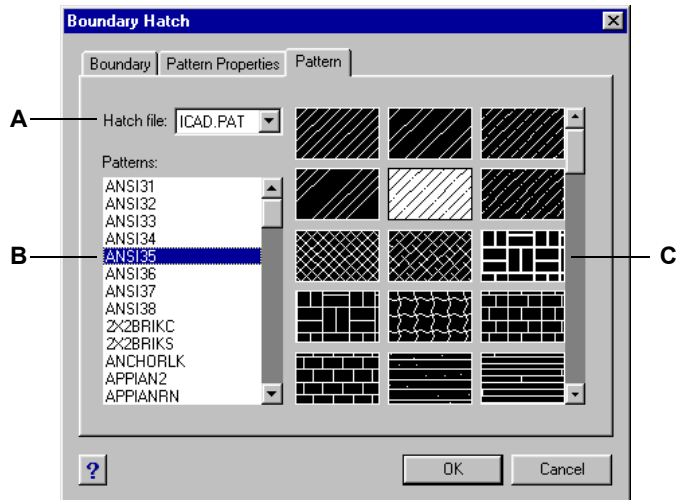 Boundary Hatch
Boundary Pattern Properties Pattern
A
Hatch file: ICAD.PAT
Patterns:
ANSI31
ANSI32
ANSI33
ANSI34
B
ANSI35
C
ANSI36
ANSI37
ANSI38
2X2BRIKC
2X2BRIKS
ANCHORLK
APPIAN2
APPIANRN
?
OK Cancel